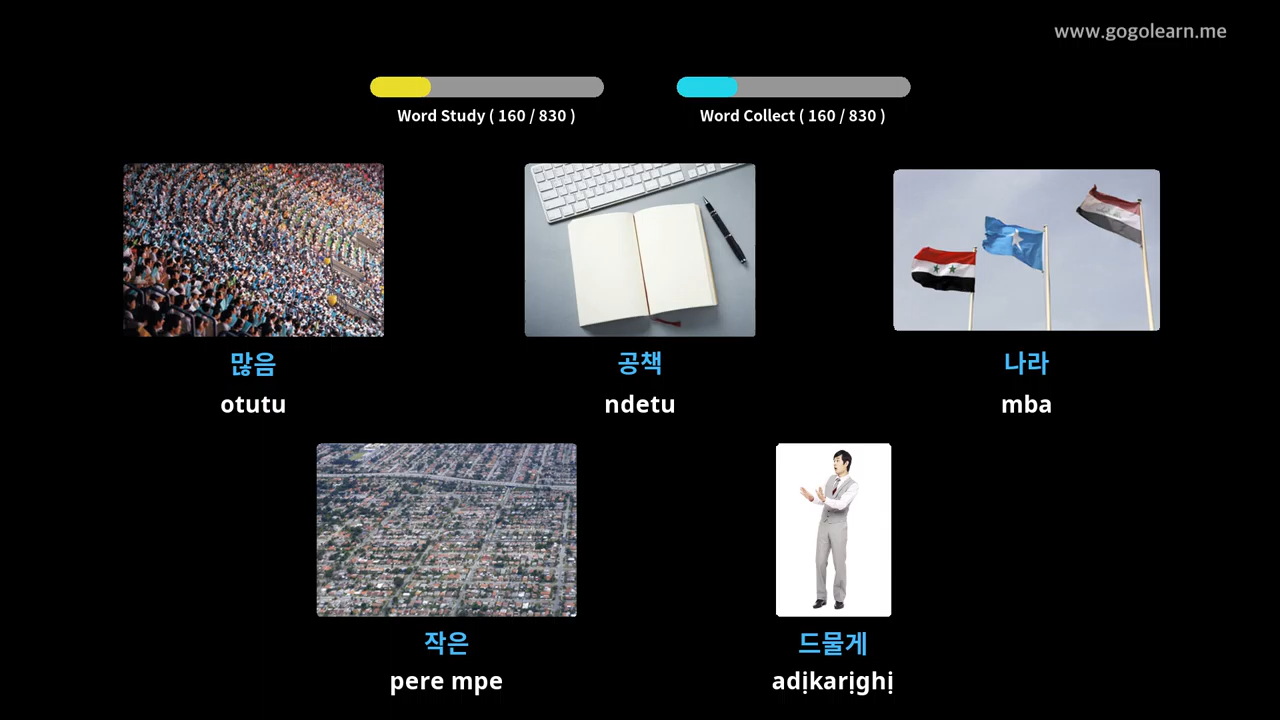 www.gogolearn.me
Word Study ( 160 / 830 )
Word Collect ( 160 / 830 )
많음
otutu
공책
ndetu
나라
mba
작은
pere mpe
드물게
adịkarịghị